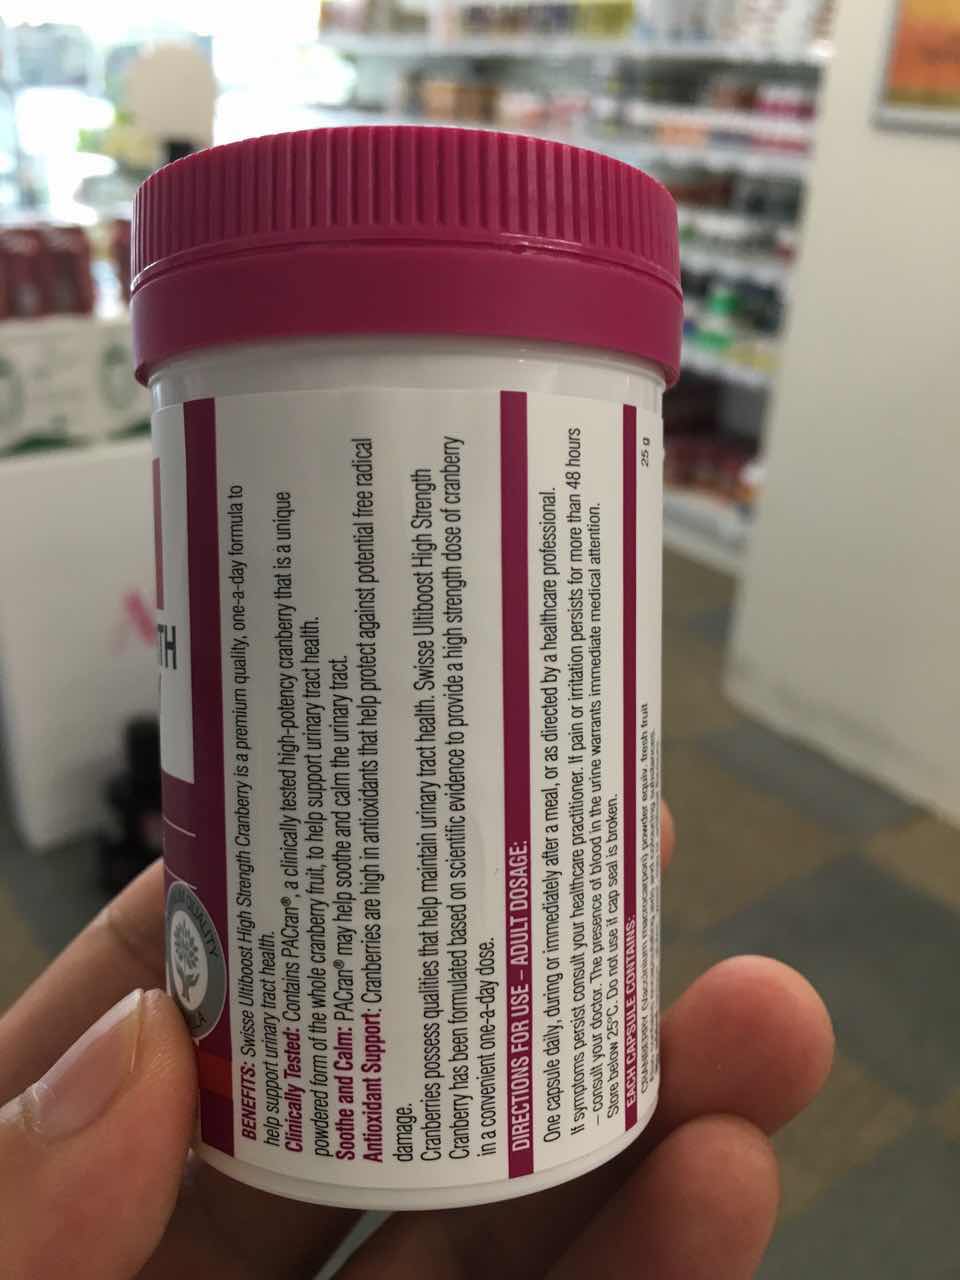 TH
QUALITY
BENEFITS: Swisse Ultiboost High Strength Cranberry is a premium quality, one-a-day formula to
help support urinary tract health.
Clinically Tested: Contains PACran®, a clinically tested high-potency cranberry that is a unique
powdered form of the whole cranberry fruit, to help support urinary tract health.
Soothe and Calm: PACran® may help soothe and calm the urinary tract.
Antioxidant Support: Cranberries are high in antioxidants that help protect against potential free radical
damage.
Cranberries possess qualities that help maintain urinary tract health. Swisse Ultiboost High Strength
Cranberry has been formulated based on scientific evidence to provide a high strength dose of cranberry
in a convenient one-a-day dose.
DIRECTIONS FOR USE – ADULT DOSAGE:
One capsule daily, during or immediately after a meal, or as directed by a healthcare professional.
If symptoms persist consult your healthcare practitioner. If pain or irritation persists for more than 48 hours
– consult your doctor. The presence of blood in the urine warrants immediate medical attention.
Store below 25°C. Do not use if cap seal is broken.
EACH CAPSULE CONTAINS:
CRANBERRY (Vaccinium macrocarpon) powder equiv. fresh fruit 25 g